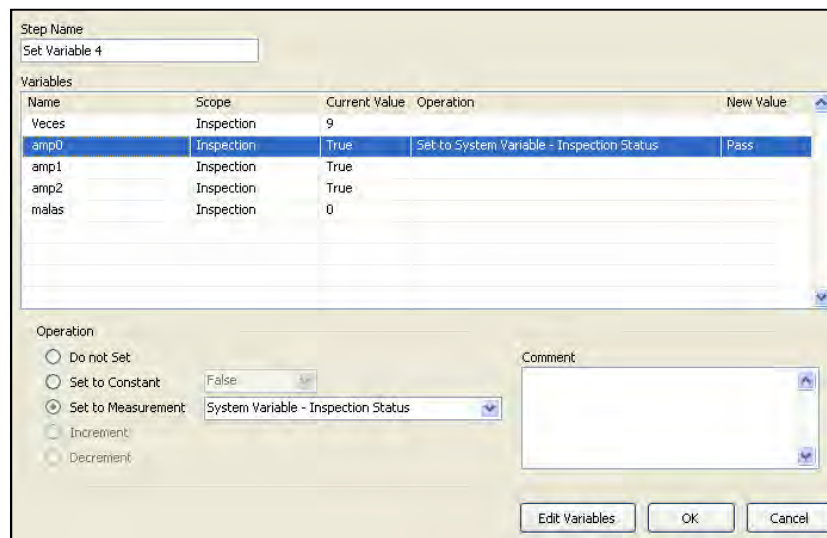 Step Name
Set Variable 4
Variables
Name Scope Current Value Operation New Value
Veces Inspection 9
amp0 Inspection True Set to System Variable - Inspection Status Pass
amp1 Inspection True
amp2 Inspection True
malas Inspection 0
Operation
Do not Set
Comment
Set to Constant False
Set to Measurement System Variable - Inspection Status
Increment
Decrement
Edit Variables OK Cancel